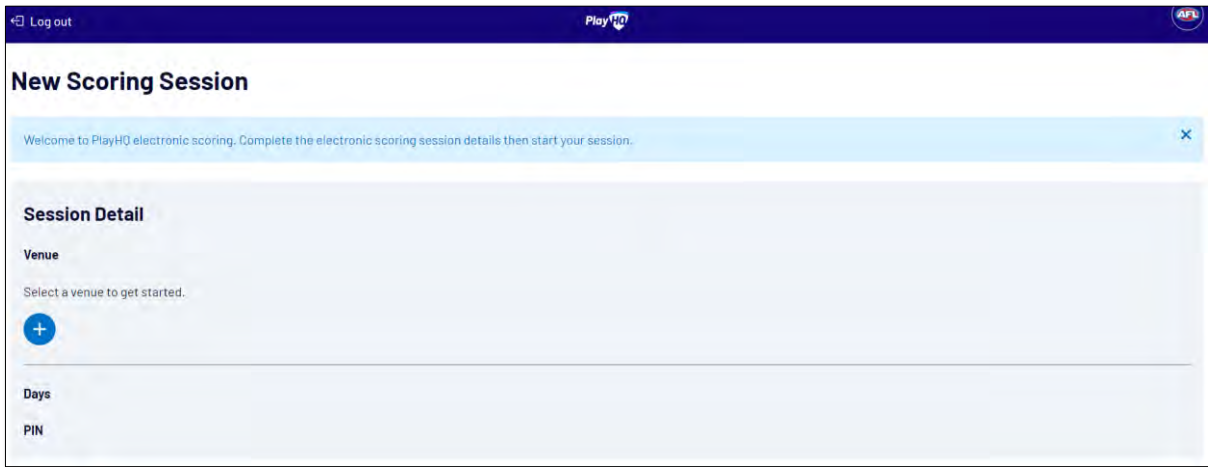 Log out
PlayHQ
AFL
New Scoring Session
Welcome to PlayHQ electronic scoring. Complete the electronic scoring session details then start your session.
Session Detail
Venue
Select a venue to get started.
Days
PIN